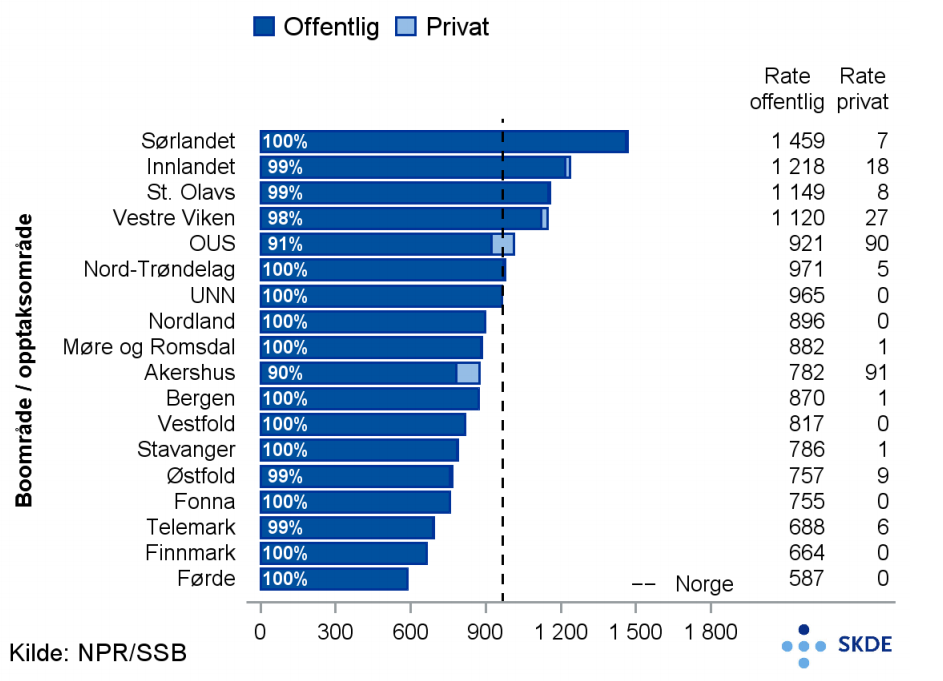 Offentlig Privat
Rate Rate
offentlig privat
Boområde / opptaksområde
Sørlandet 100% 1 459 7
Innlandet 99% 1 218 18
St. Olavs 99% 1 149 8
Vestre Viken 98% 1 120 27
OUS 91% 921 90
Nord-Trøndelag 100% 971 5
UNN 100% 965 0
Nordland 100% 896 0
Møre og Romsdal 100% 882 1
Akershus 90% 782 91
Bergen 100% 870 1
Vestfold 100% 817 0
Stavanger 100% 786 1
Østfold 99% 757 9
Fonna 100% 755 0
Telemark 99% 688 6
Finnmark 100% 664 0
Førde 100% 587 0
Norge
0 300 600 900 1 200 1 500 1 800
Kilde: NPR/SSB
SKDE